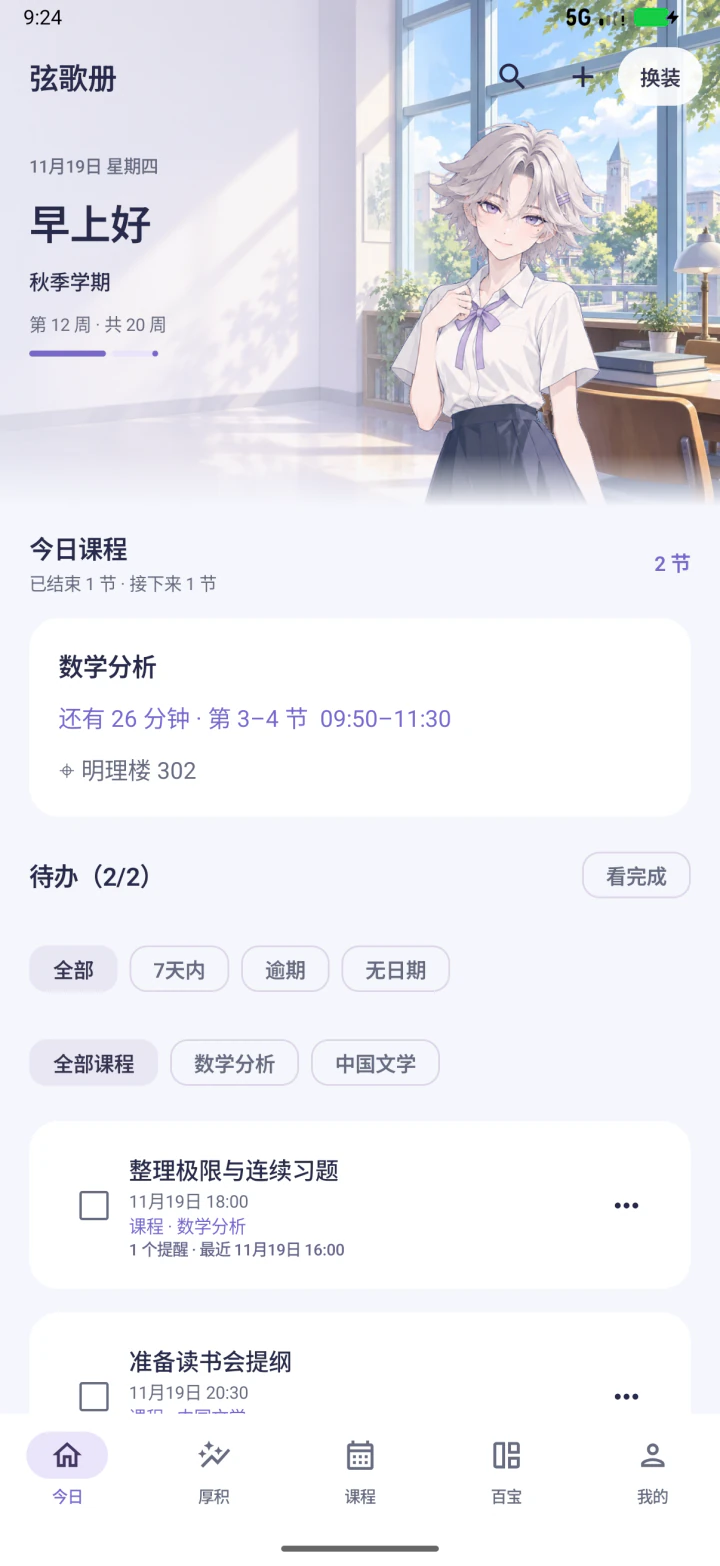 9:24
5G
弦歌册
换装
11月19日 星期四
早上好
秋季学期
第 12 周 · 共 20 周
今日课程
2 节
已结束 1 节 · 接下来 1 节
数学分析
还有 26 分钟 · 第 3–4 节 09:50–11:30
明理楼 302
待办（2/2）
看完成
全部
7天内
逾期
无日期
全部课程
数学分析
中国文学
整理极限与连续习题
11月19日 18:00
课程 · 数学分析
1 个提醒 · 最近 11月19日 16:00
准备读书会提纲
11月19日 20:30
课程 · 中国文学
今日
厚积
课程
百宝
我的